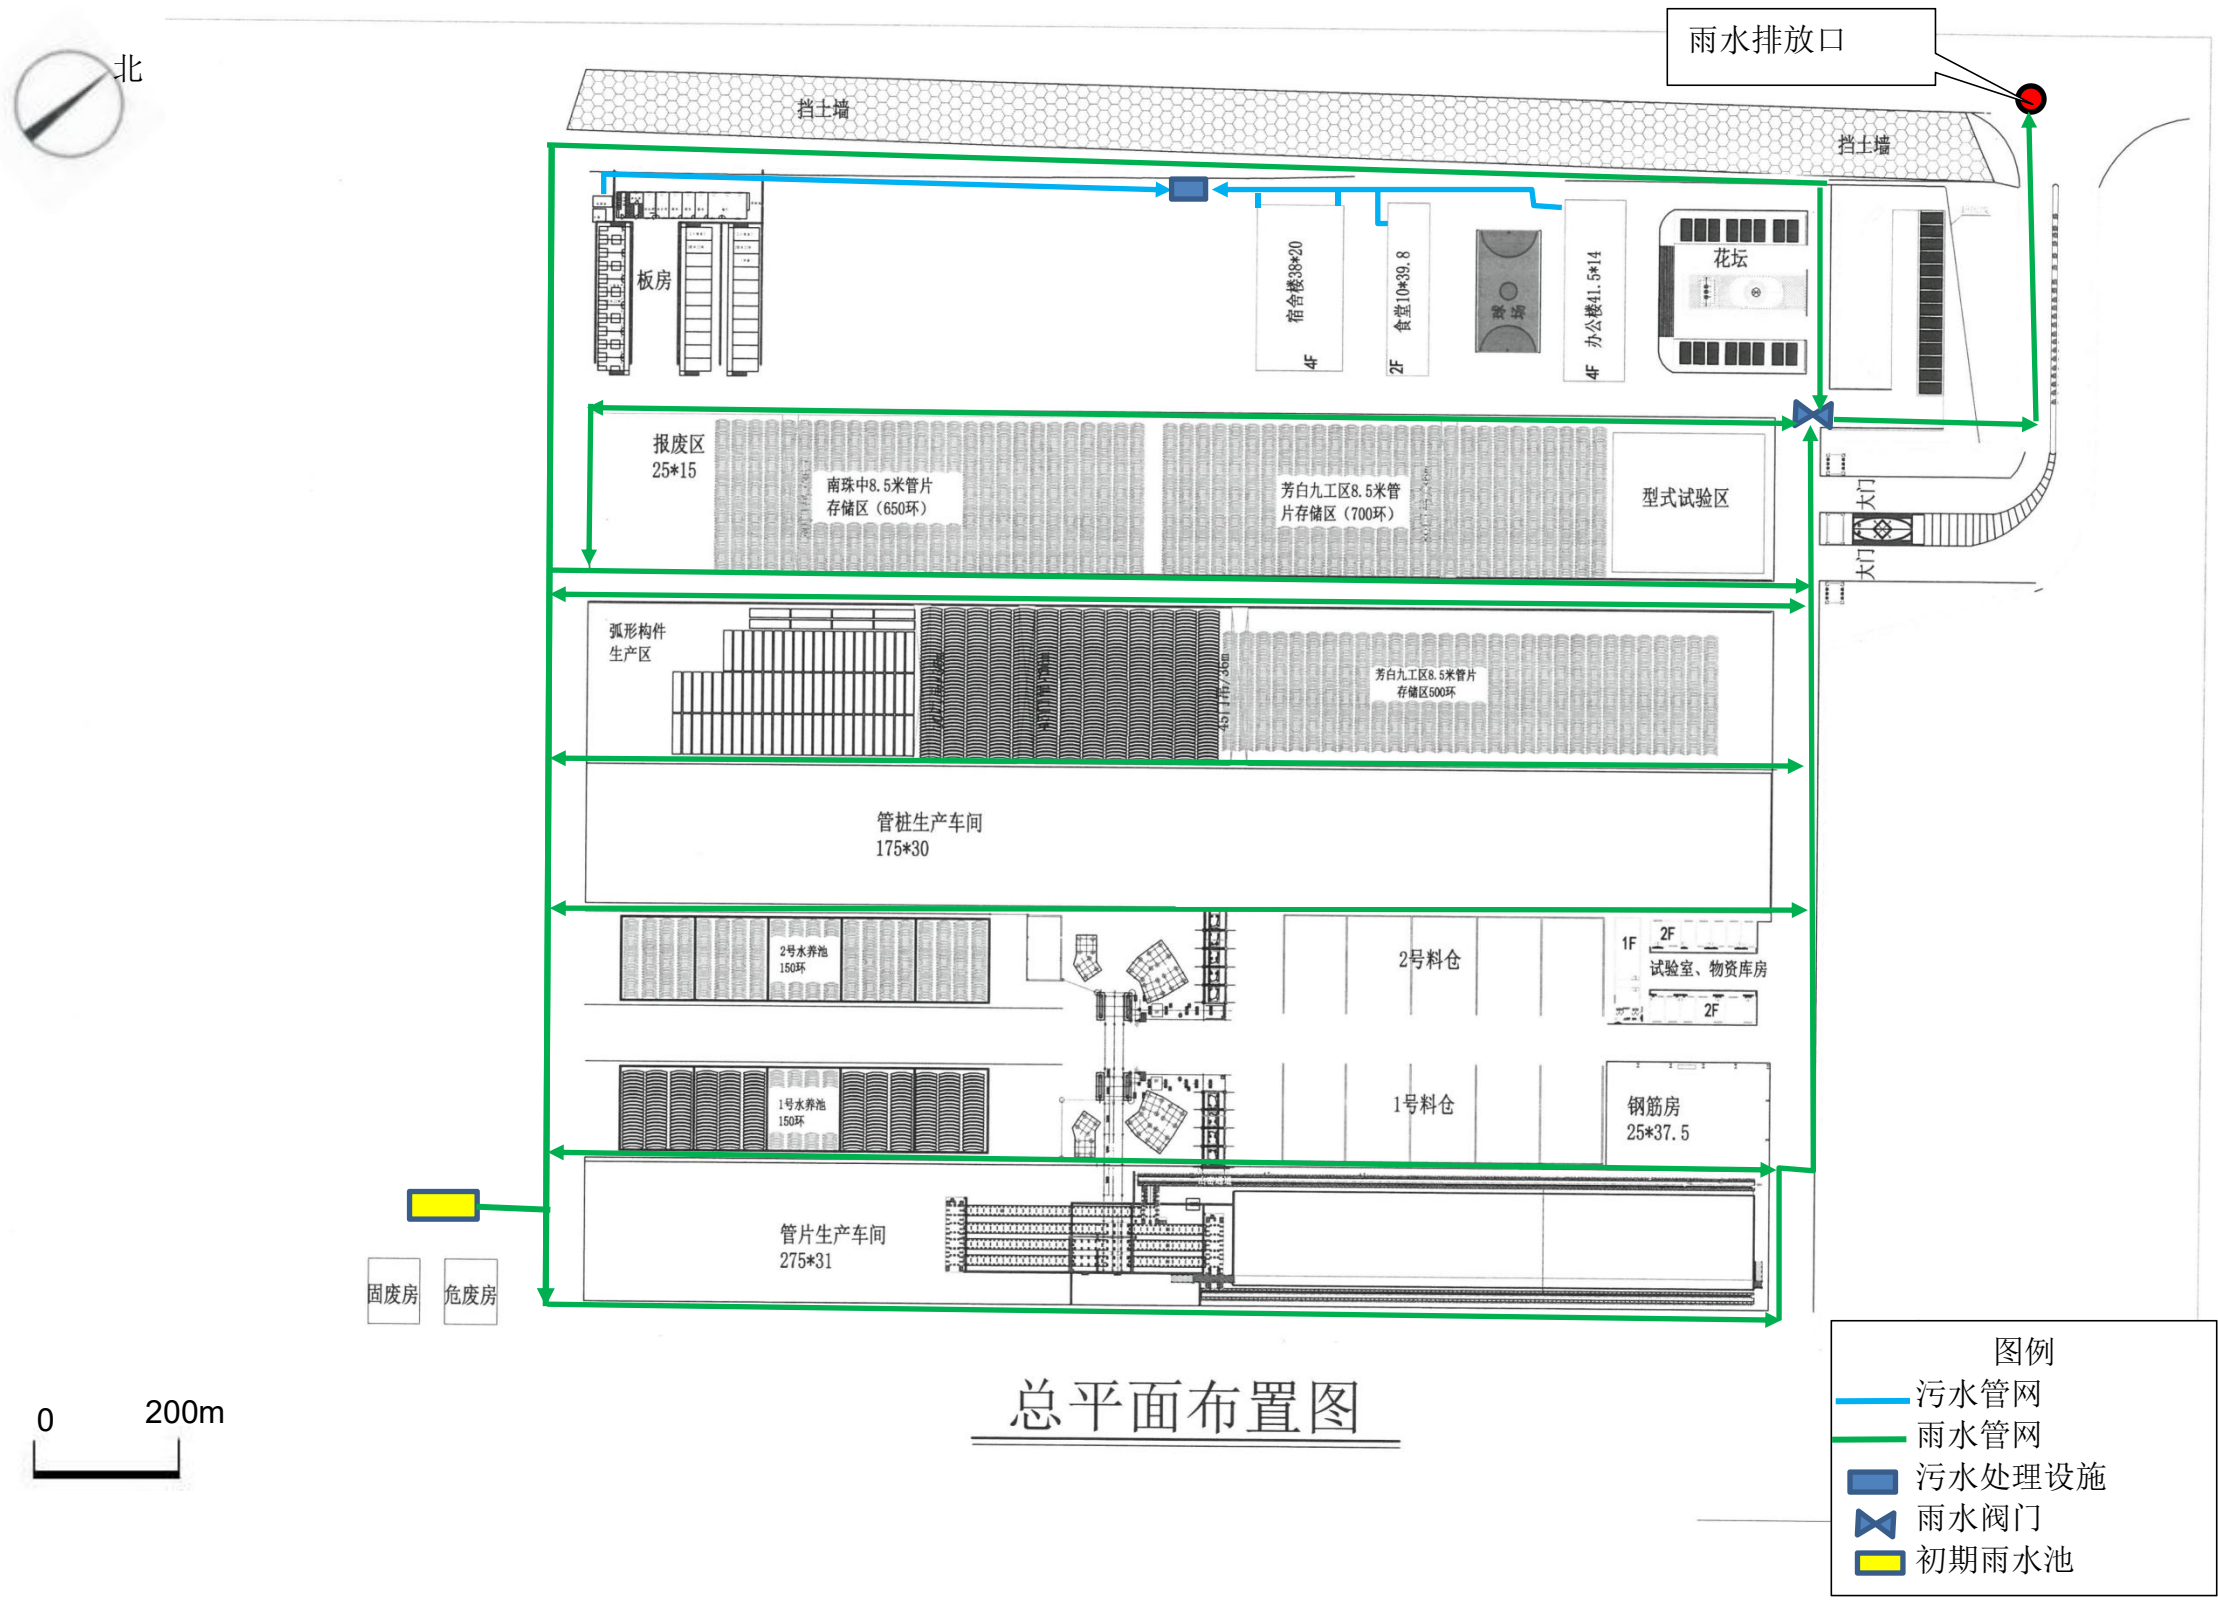 雨水排放口
北
挡土墙
挡土墙
板房
宿舍楼38*20
4F
食堂10*39.8
2F
球场
办公楼41.5*14
4F
花坛
报废区
25*15
南珠中8.5米管片
存储区（650环）
芳白九工区8.5米管
片存储区（700环）
型式试验区
大门
大门
弧形构件
生产区
45T门吊/36m
芳白九工区8.5米管片
存储区500环
管桩生产车间
175*30
2号水养池
150环
2号料仓
1F
2F
试验室、物资库房
2F
1号水养池
150环
1号料仓
钢筋房
25*37.5
管片生产车间
275*31
固废房
危废房
总平面布置图
0
200m
图例
污水管网
雨水管网
污水处理设施
雨水阀门
初期雨水池